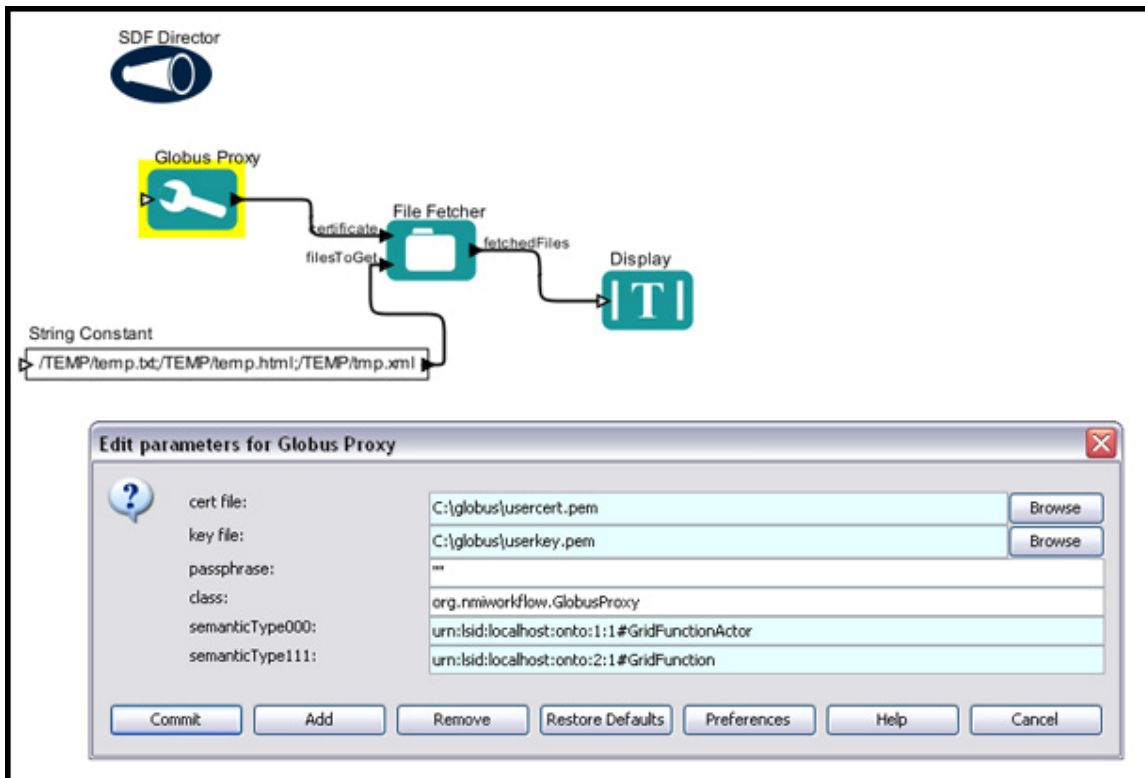 SDF Director
Globus Proxy
File Fetcher
certificate
filesToGet
fetchedFiles
Display
T
String Constant
/TEMP/temp.txt;/TEMP/temp.html;/TEMP/tmp.xml
Edit parameters for Globus Proxy
?
cert file: C:\globus\usercert.pem Browse
key file: C:\globus\userkey.pem Browse
passphrase: ""
class: org.nmiworkflow.GlobusProxy
semanticType000: urn:lsid:localhost:onto:1:1#GridFunctionActor
semanticType111: urn:lsid:localhost:onto:2:1#GridFunction
Commit Add Remove Restore Defaults Preferences Help Cancel